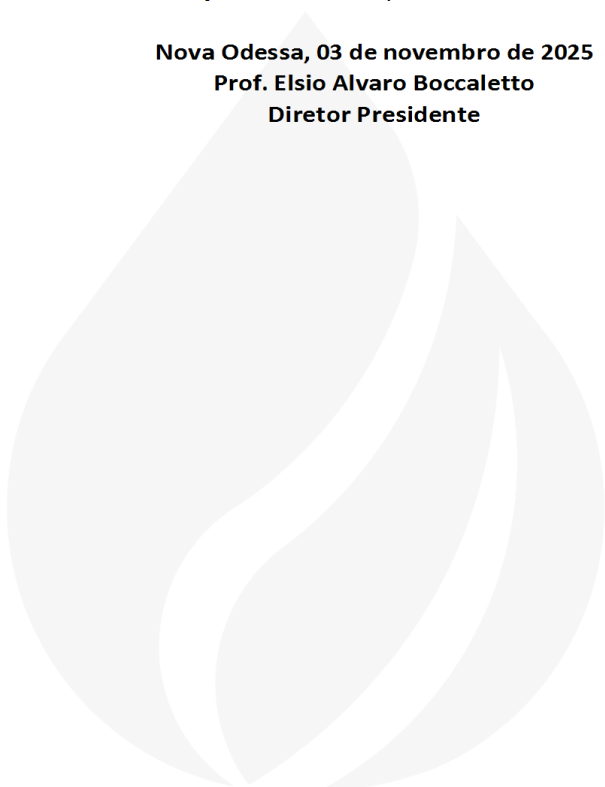 Nova Odessa, 03 de novembro de 2025
Prof. Elsio Alvaro Boccaletto
Diretor Presidente